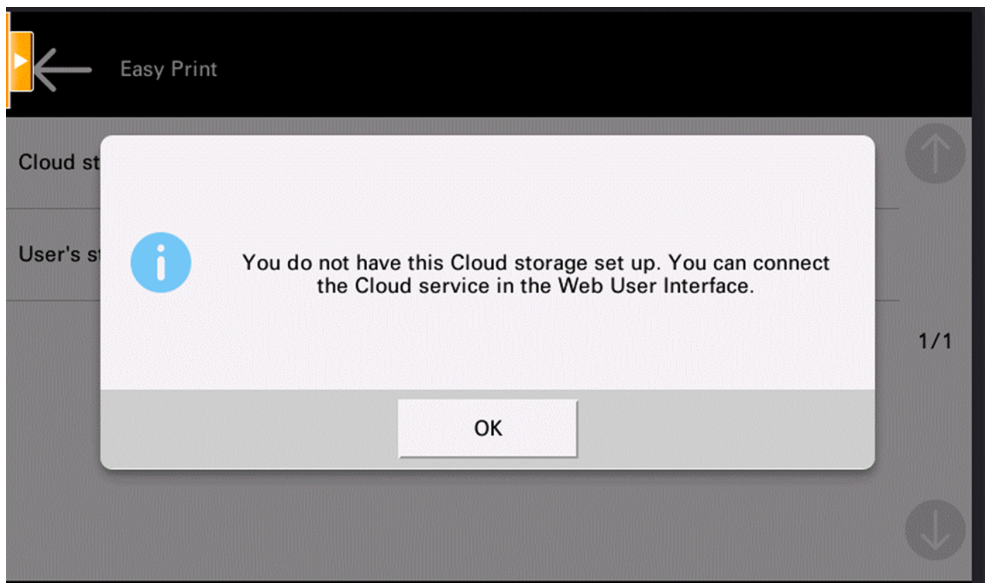 Easy Print
Cloud st
User's s
You do not have this Cloud storage set up. You can connect
the Cloud service in the Web User Interface.
1/1
OK